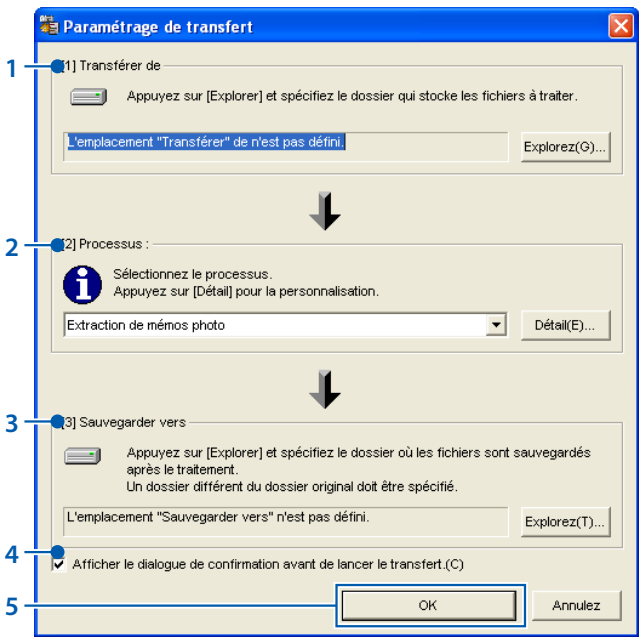 Paramétrage de transfert
1
[1] Transférer de
Appuyez sur [Explorer] et spécifiez le dossier qui stocke les fichiers à traiter.
L'emplacement "Transférer" de n'est pas défini.
Explorez(G)...
2
[2] Processus :
Sélectionnez le processus.
Appuyez sur [Détail] pour la personnalisation.
Extraction de mémos photo
Détail(E)...
3
[3] Sauvegarder vers
Appuyez sur [Explorer] et spécifiez le dossier où les fichiers sont sauvegardés
après le traitement.
Un dossier différent du dossier original doit être spécifié.
L'emplacement "Sauvegarder vers" n'est pas défini.
Explorez(T)...
4
Afficher le dialogue de confirmation avant de lancer le transfert.(C)
5
OK
Annulez